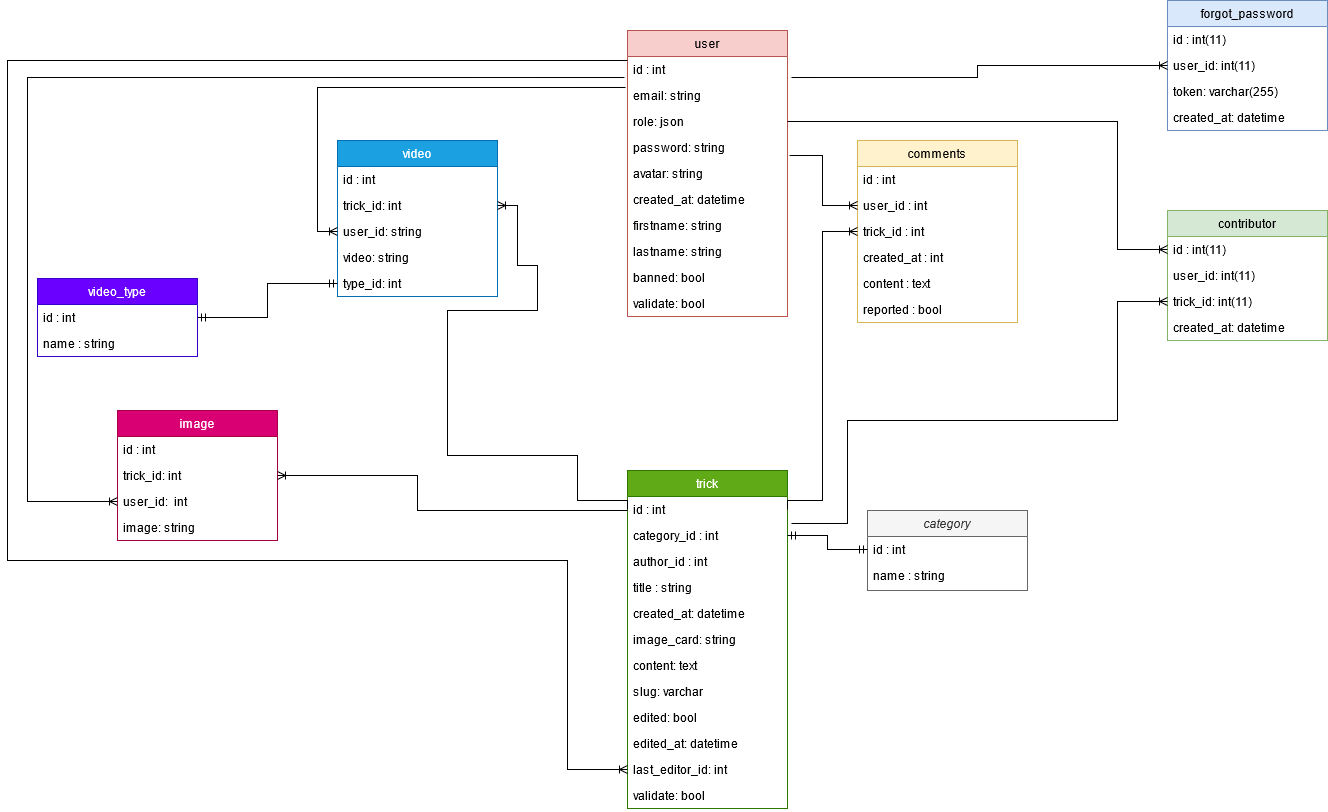 forgot_password
id : int(11)
user_id: int(11)
token: varchar(255)
created_at: datetime
user
id : int
email: string
role: json
password: string
avatar: string
created_at: datetime
firstname: string
lastname: string
banned: bool
validate: bool
video
id : int
trick_id: int
user_id: string
video: string
type_id: int
comments
id : int
user_id : int
trick_id : int
created_at : int
content : text
reported : bool
contributor
id : int(11)
user_id: int(11)
trick_id: int(11)
created_at: datetime
video_type
id : int
name : string
image
id : int
trick_id: int
user_id: int
image: string
trick
id : int
category_id : int
author_id : int
title : string
created_at: datetime
image_card: string
content: text
slug: varchar
edited: bool
edited_at: datetime
last_editor_id: int
validate: bool
category
id : int
name : string